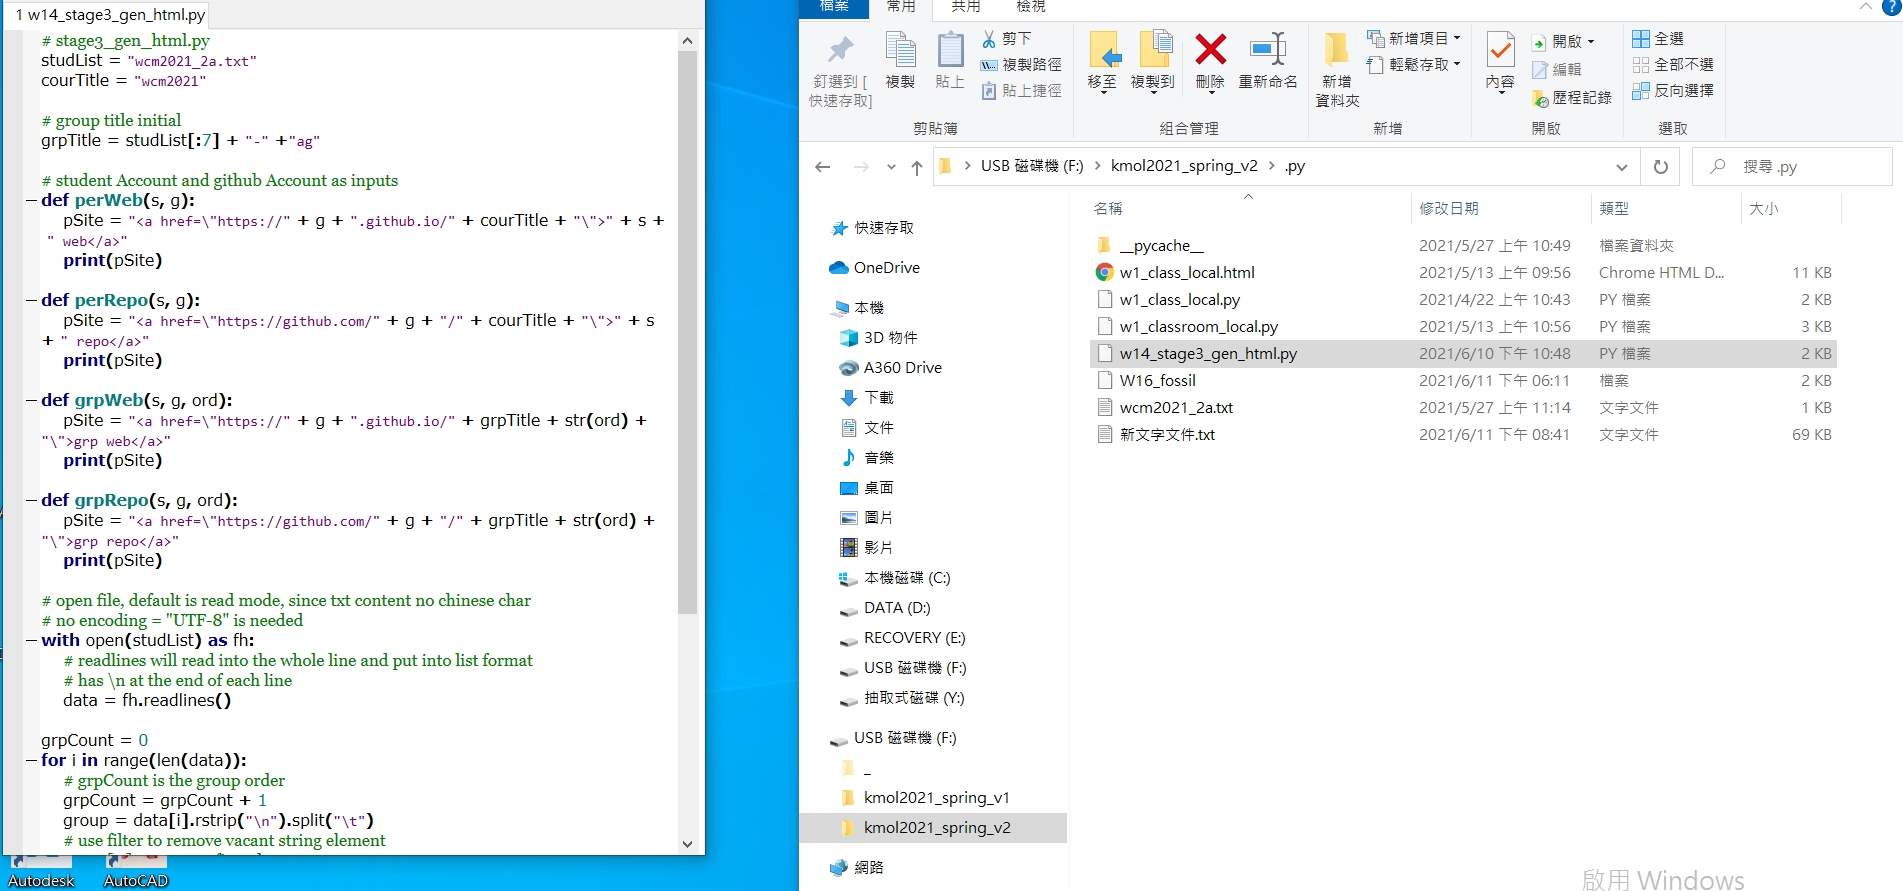 1 w14_stage3_gen_html.py
# stage3_gen_html.py
studList = "wcm2021_2a.txt"
courTitle = "wcm2021"
# group title initial
grpTitle = studList[:7] + "-" +"ag"
# student Account and github Account as inputs
def perWeb(s, g):
pSite = "<a href=\"https://" + g + ".github.io/" + courTitle + "\">" + s +
" web</a>"
print(pSite)
def perRepo(s, g):
pSite = "<a href=\"https://github.com/" + g + "/" + courTitle + "\">" + s
+ " repo</a>"
print(pSite)
def grpWeb(s, g, ord):
pSite = "<a href=\"https://" + g + ".github.io/" + grpTitle + str(ord) +
"\">grp web</a>"
print(pSite)
def grpRepo(s, g, ord):
pSite = "<a href=\"https://github.com/" + g + "/" + grpTitle + str(ord) +
"\">grp repo</a>"
print(pSite)
# open file, default is read mode, since txt content no chinese char
# no encoding = "UTF-8" is needed
with open(studList) as fh:
# readlines will read into the whole line and put into list format
# has \n at the end of each line
data = fh.readlines()
grpCount = 0
for i in range(len(data)):
# grpCount is the group order
grpCount = grpCount + 1
group = data[i].rstrip("\n").split("\t")
# use filter to remove vacant string element
Autodesk
AutoCAD
檔案 常用 共用 檢視
釘選到 [
快速存取]
複製
貼上
剪下
複製路徑
貼上捷徑
剪貼簿
移至
複製到
刪除
重新命名
組合管理
新增
資料夾
新增項目
輕鬆存取
新增
內容
開啟
編輯
歷程記錄
開啟
全選
全部不選
反向選擇
選取
USB 磁碟機 (F:) kmol2021_spring_v2 .py
搜尋 .py
快速存取
OneDrive
本機
3D 物件
A360 Drive
下載
文件
音樂
桌面
圖片
影片
本機磁碟 (C:)
DATA (D:)
RECOVERY (E:)
USB 磁碟機 (F:)
抽取式磁碟 (Y:)
USB 磁碟機 (F:)
_
kmol2021_spring_v1
kmol2021_spring_v2
網路
名稱 修改日期 類型 大小
__pycache__ 2021/5/27 上午 10:49 檔案資料夾
w1_class_local.html 2021/5/13 上午 09:56 Chrome HTML D... 11 KB
w1_class_local.py 2021/4/22 上午 10:43 PY 檔案 2 KB
w1_classroom_local.py 2021/5/13 上午 10:56 PY 檔案 3 KB
w14_stage3_gen_html.py 2021/6/10 下午 10:48 PY 檔案 2 KB
W16_fossil 2021/6/11 下午 06:11 檔案 2 KB
wcm2021_2a.txt 2021/5/27 上午 11:14 文字文件 1 KB
新文字文件.txt 2021/6/11 下午 08:41 文字文件 69 KB
啟用 Windows